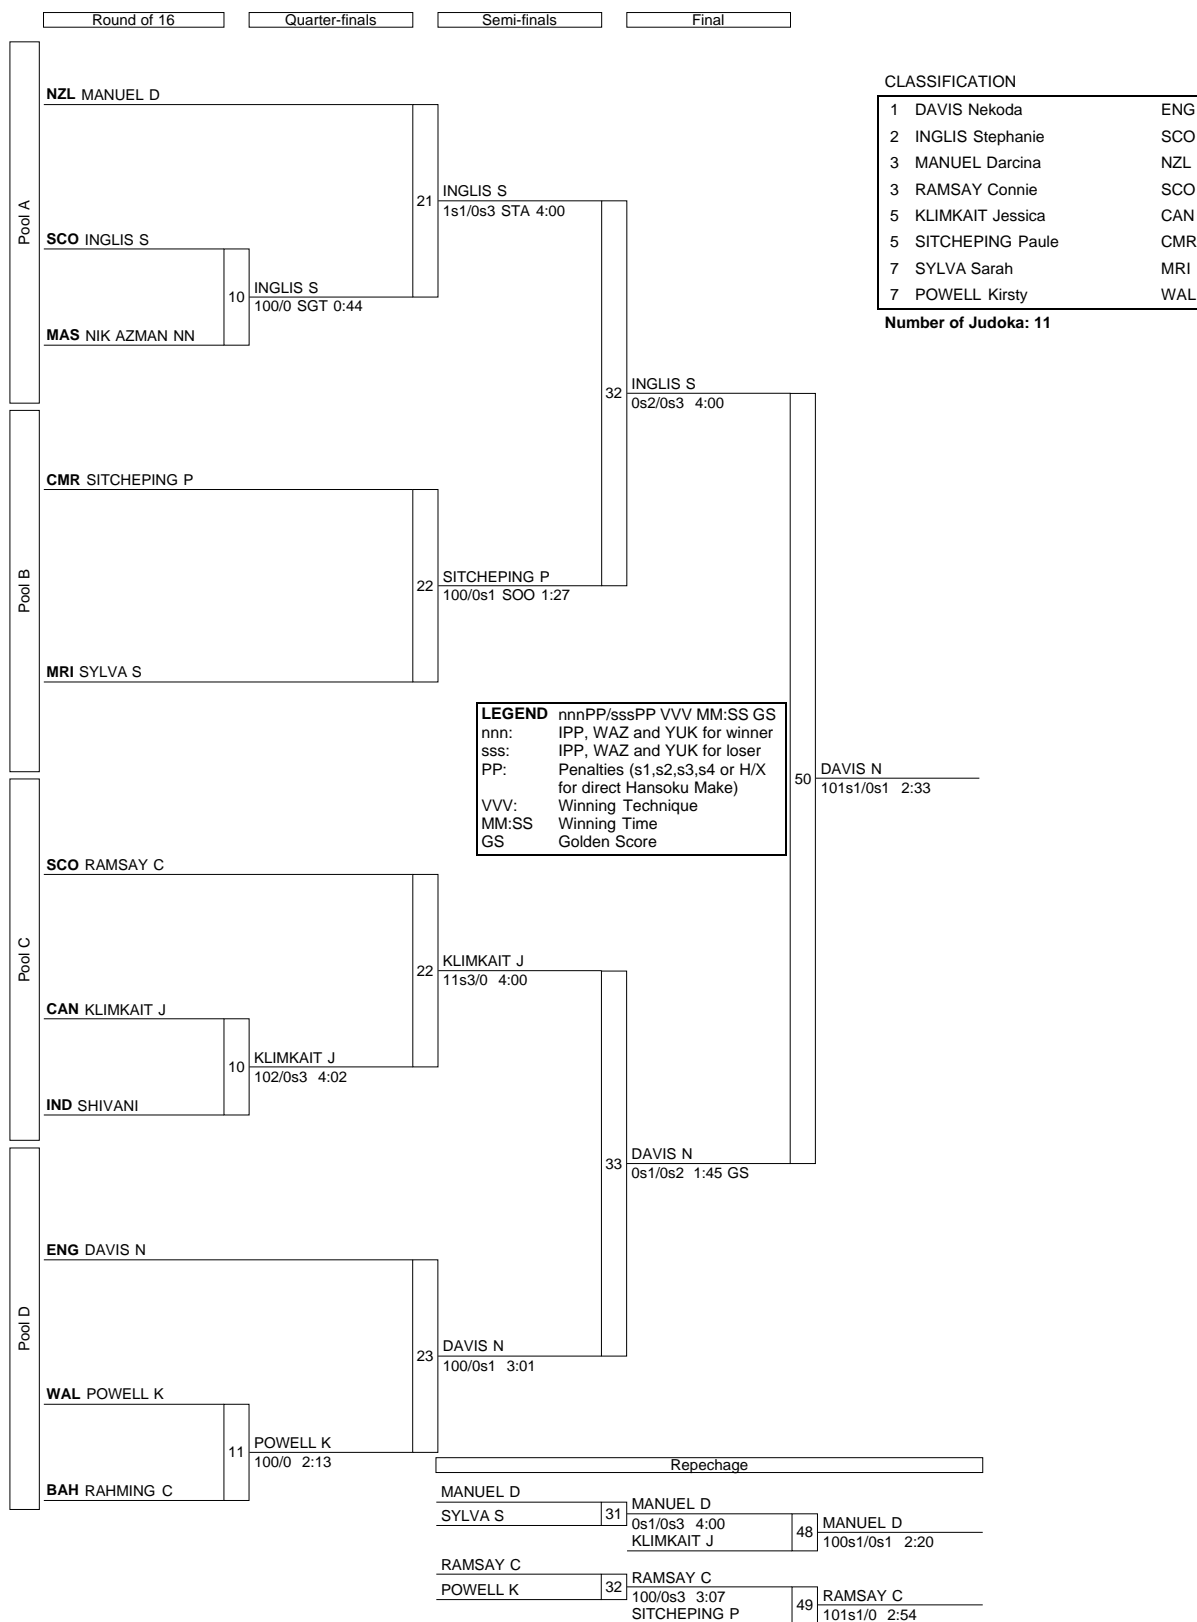 Round of 16 Quarter-finals Semi-finals Final
Pool A
NZL MANUEL D
SCO INGLIS S
MAS NIK AZMAN NN
10
INGLIS S
100/0 SGT 0:44
21
INGLIS S
1s1/0s3 STA 4:00
Pool B
CMR SITCHEPING P
MRI SYLVA S
22
SITCHEPING P
100/0s1 SOO 1:27
32
INGLIS S
0s2/0s3 4:00
Pool C
SCO RAMSAY C
CAN KLIMKAIT J
IND SHIVANI
10
KLIMKAIT J
102/0s3 4:02
22
KLIMKAIT J
11s3/0 4:00
Pool D
ENG DAVIS N
WAL POWELL K
BAH RAHMING C
11
POWELL K
100/0 2:13
23
DAVIS N
100/0s1 3:01
33
DAVIS N
0s1/0s2 1:45 GS
50
DAVIS N
101s1/0s1 2:33
CLASSIFICATION
1 DAVIS Nekoda ENG
2 INGLIS Stephanie SCO
3 MANUEL Darcina NZL
3 RAMSAY Connie SCO
5 KLIMKAIT Jessica CAN
5 SITCHEPING Paule CMR
7 SYLVA Sarah MRI
7 POWELL Kirsty WAL
Number of Judoka: 11
LEGEND nnnPP/sssPP VVV MM:SS GS
nnn: IPP, WAZ and YUK for winner
sss: IPP, WAZ and YUK for loser
PP: Penalties (s1,s2,s3,s4 or H/X
for direct Hansoku Make)
VVV: Winning Technique
MM:SS Winning Time
GS Golden Score
Repechage
MANUEL D
SYLVA S
31
MANUEL D
0s1/0s3 4:00
KLIMKAIT J
48
MANUEL D
100s1/0s1 2:20
RAMSAY C
POWELL K
32
RAMSAY C
100/0s3 3:07
SITCHEPING P
49
RAMSAY C
101s1/0 2:54